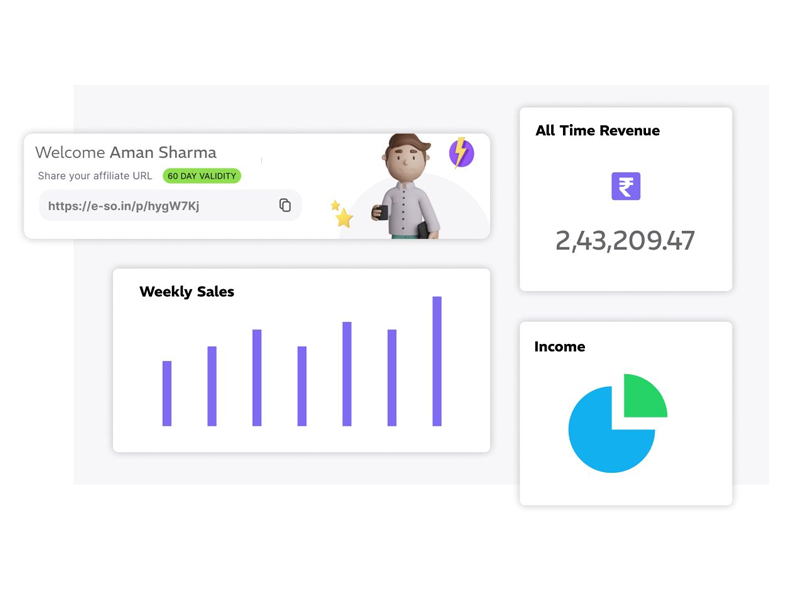 Welcome Aman Sharma
Share your affiliate URL 60 DAY VALIDITY
https://e-so.in/p/hygW7Kj
All Time Revenue
₹
2,43,209.47
Weekly Sales
Income